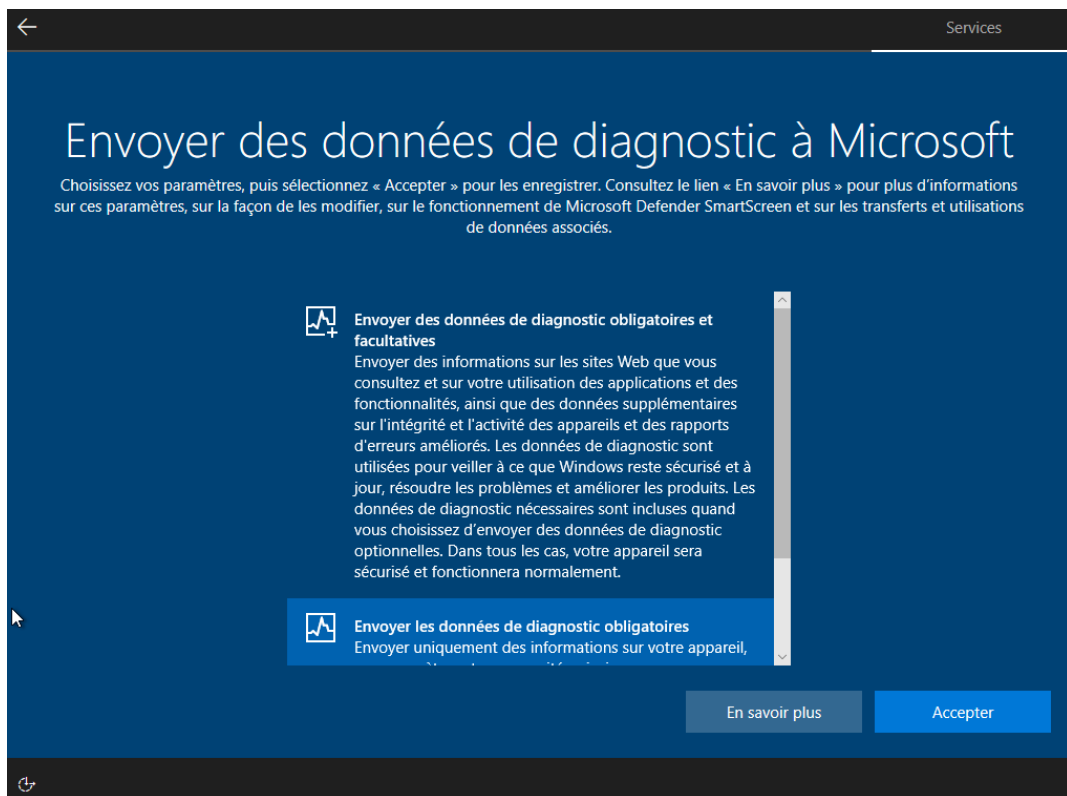 Services
Envoyer des données de diagnostic à Microsoft
Choisissez vos paramètres, puis sélectionnez « Accepter » pour les enregistrer. Consultez le lien « En savoir plus » pour plus d'informations
sur ces paramètres, sur la façon de les modifier, sur le fonctionnement de Microsoft Defender SmartScreen et sur les transferts et utilisations
de données associés.
Envoyer des données de diagnostic obligatoires et
facultatives
Envoyer des informations sur les sites Web que vous
consultez et sur votre utilisation des applications et des
fonctionnalités, ainsi que des données supplémentaires
sur l'intégrité et l'activité des appareils et des rapports
d'erreurs améliorés. Les données de diagnostic sont
utilisées pour veiller à ce que Windows reste sécurisé et à
jour, résoudre les problèmes et améliorer les produits. Les
données de diagnostic nécessaires sont incluses quand
vous choisissez d'envoyer des données de diagnostic
optionnelles. Dans tous les cas, votre appareil sera
sécurisé et fonctionnera normalement.
Envoyer les données de diagnostic obligatoires
Envoyer uniquement des informations sur votre appareil,
En savoir plus
Accepter